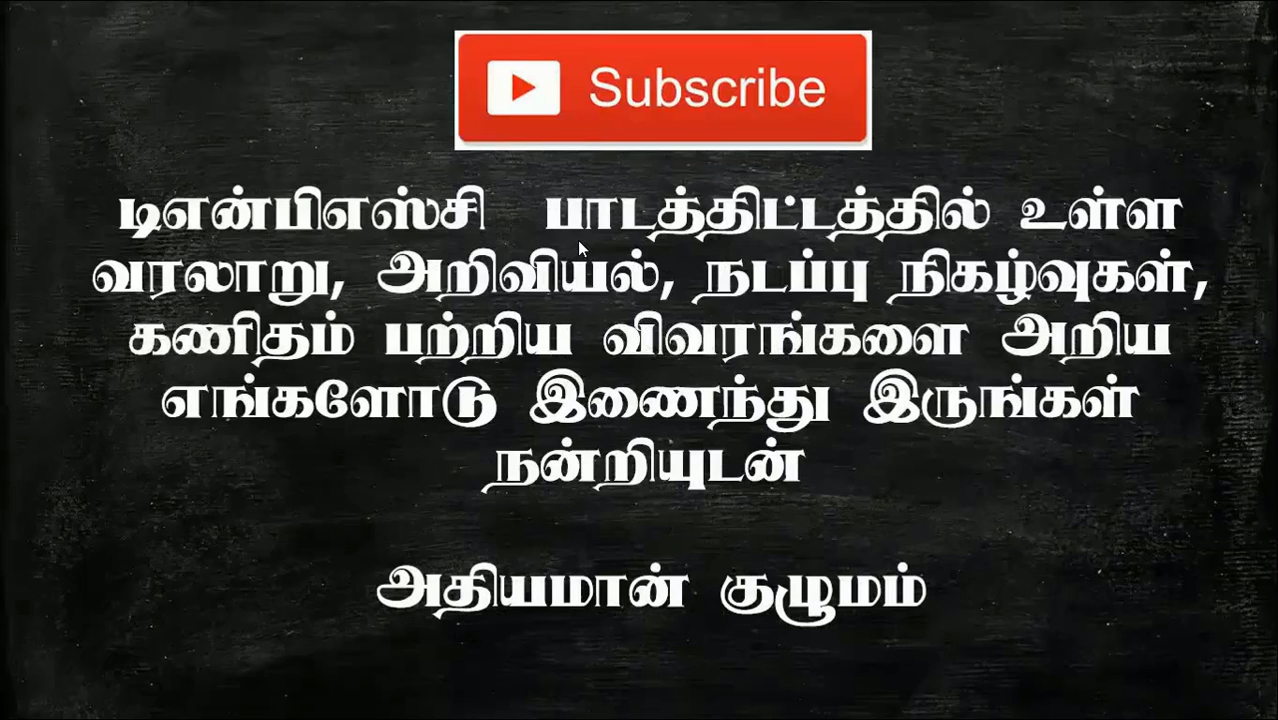 Subscribe
டிஎன்பிஎஸ்சி பாடத்திட்டத்தில் உள்ள
வரலாறு, அறிவியல், நடப்பு நிகழ்வுகள்,
கணிதம் பற்றிய விவரங்களை அறிய
எங்களோடு இணைந்து இருங்கள்
நன்றியுடன்
அதியமான் குழுமம்